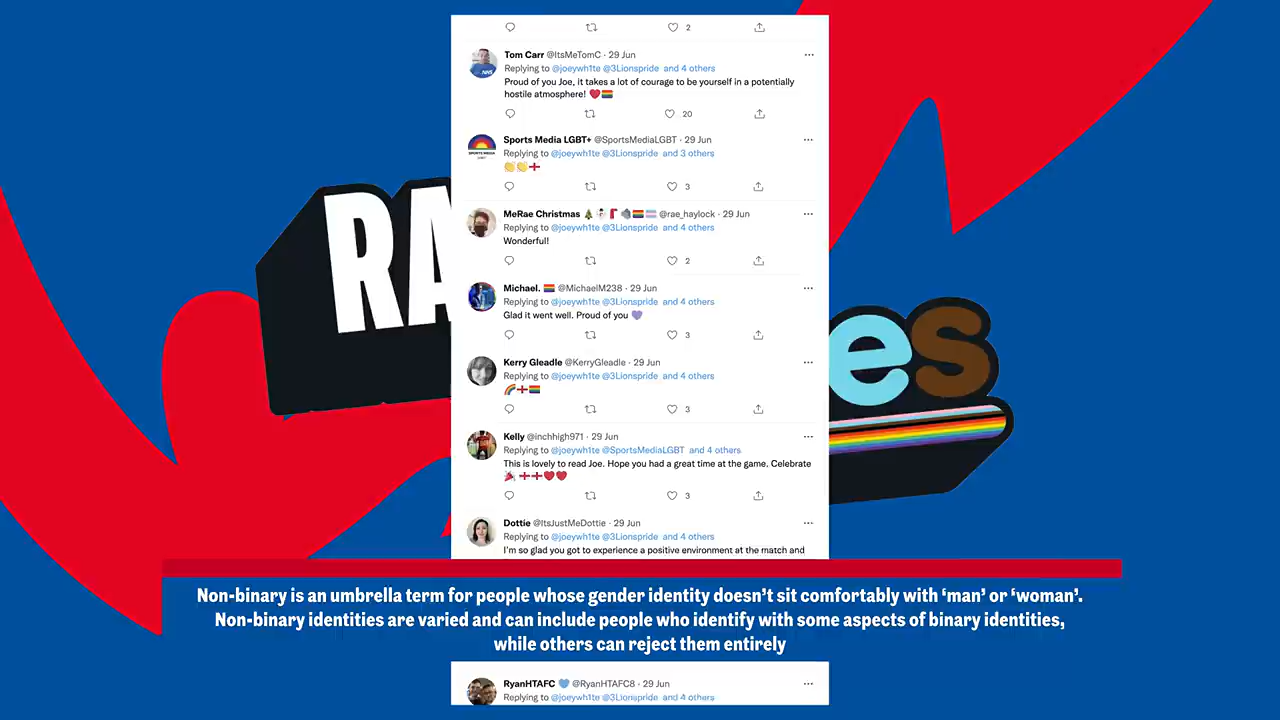 2
Tom Carr @ItsMeTomC · 29 Jun
Replying to @joeywh1te @3Lionspride and 4 others
Proud of you Joe, it takes a lot of courage to be yourself in a potentially
hostile atmosphere! ❤️🏳️‍🌈
20
Sports Media LGBT+ @SportsMediaLGBT · 29 Jun
Replying to @joeywh1te @3Lionspride and 3 others
👏👏🏴󠁧󠁢󠁥󠁮󠁧󠁿
3
MeRae Christmas @rae_haylock · 29 Jun
Replying to @joeywh1te @3Lionspride and 4 others
Wonderful!
2
Michael. 🏳️‍🌈 @MichaelM238 · 29 Jun
Replying to @joeywh1te @3Lionspride and 4 others
Glad it went well. Proud of you 💜
3
Kerry Gleadle @KerryGleadle · 29 Jun
Replying to @joeywh1te @3Lionspride and 4 others
🌈🏴󠁧󠁢󠁥󠁮󠁧󠁿🏳️‍🌈
3
Kelly @inchhigh971 · 29 Jun
Replying to @joeywh1te @SportsMediaLGBT and 4 others
This is lovely to read Joe. Hope you had a great time at the game. Celebrate
🎉🏴󠁧󠁢󠁥󠁮󠁧󠁿🏴󠁧󠁢󠁥󠁮󠁧󠁿❤️❤️
3
Dottie @ItsJustMeDottie · 29 Jun
Replying to @joeywh1te @3Lionspride and 4 others
I'm so glad you got to experience a positive environment at the match and
RA
es
Non-binary is an umbrella term for people whose gender identity doesn't sit comfortably with 'man' or 'woman'.
Non-binary identities are varied and can include people who identify with some aspects of binary identities,
while others can reject them entirely
RyanHTAFC 💙 @RyanHTAFC8 · 29 Jun
Replying to @joeywh1te @3Lionspride and 4 others